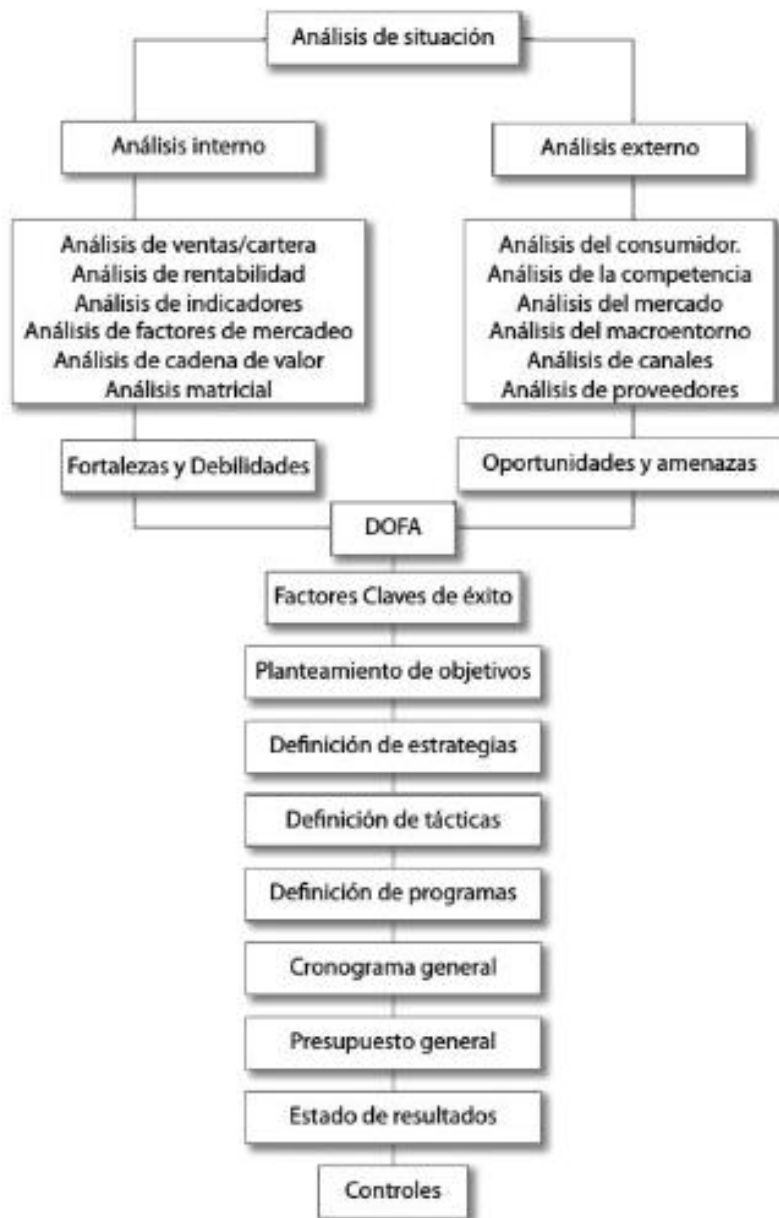 Análisis de situación
Análisis interno
Análisis externo
Análisis de ventas/cartera
Análisis de rentabilidad
Análisis de indicadores
Análisis de factores de mercadeo
Análisis de cadena de valor
Análisis matricial
Análisis del consumidor.
Análisis de la competencia
Análisis del mercado
Análisis del macroentorno
Análisis de canales
Análisis de proveedores
Fortalezas y Debilidades
Oportunidades y amenazas
DOFA
Factores Claves de éxito
Planteamiento de objetivos
Definición de estrategias
Definición de tácticas
Definición de programas
Cronograma general
Presupuesto general
Estado de resultados
Controles